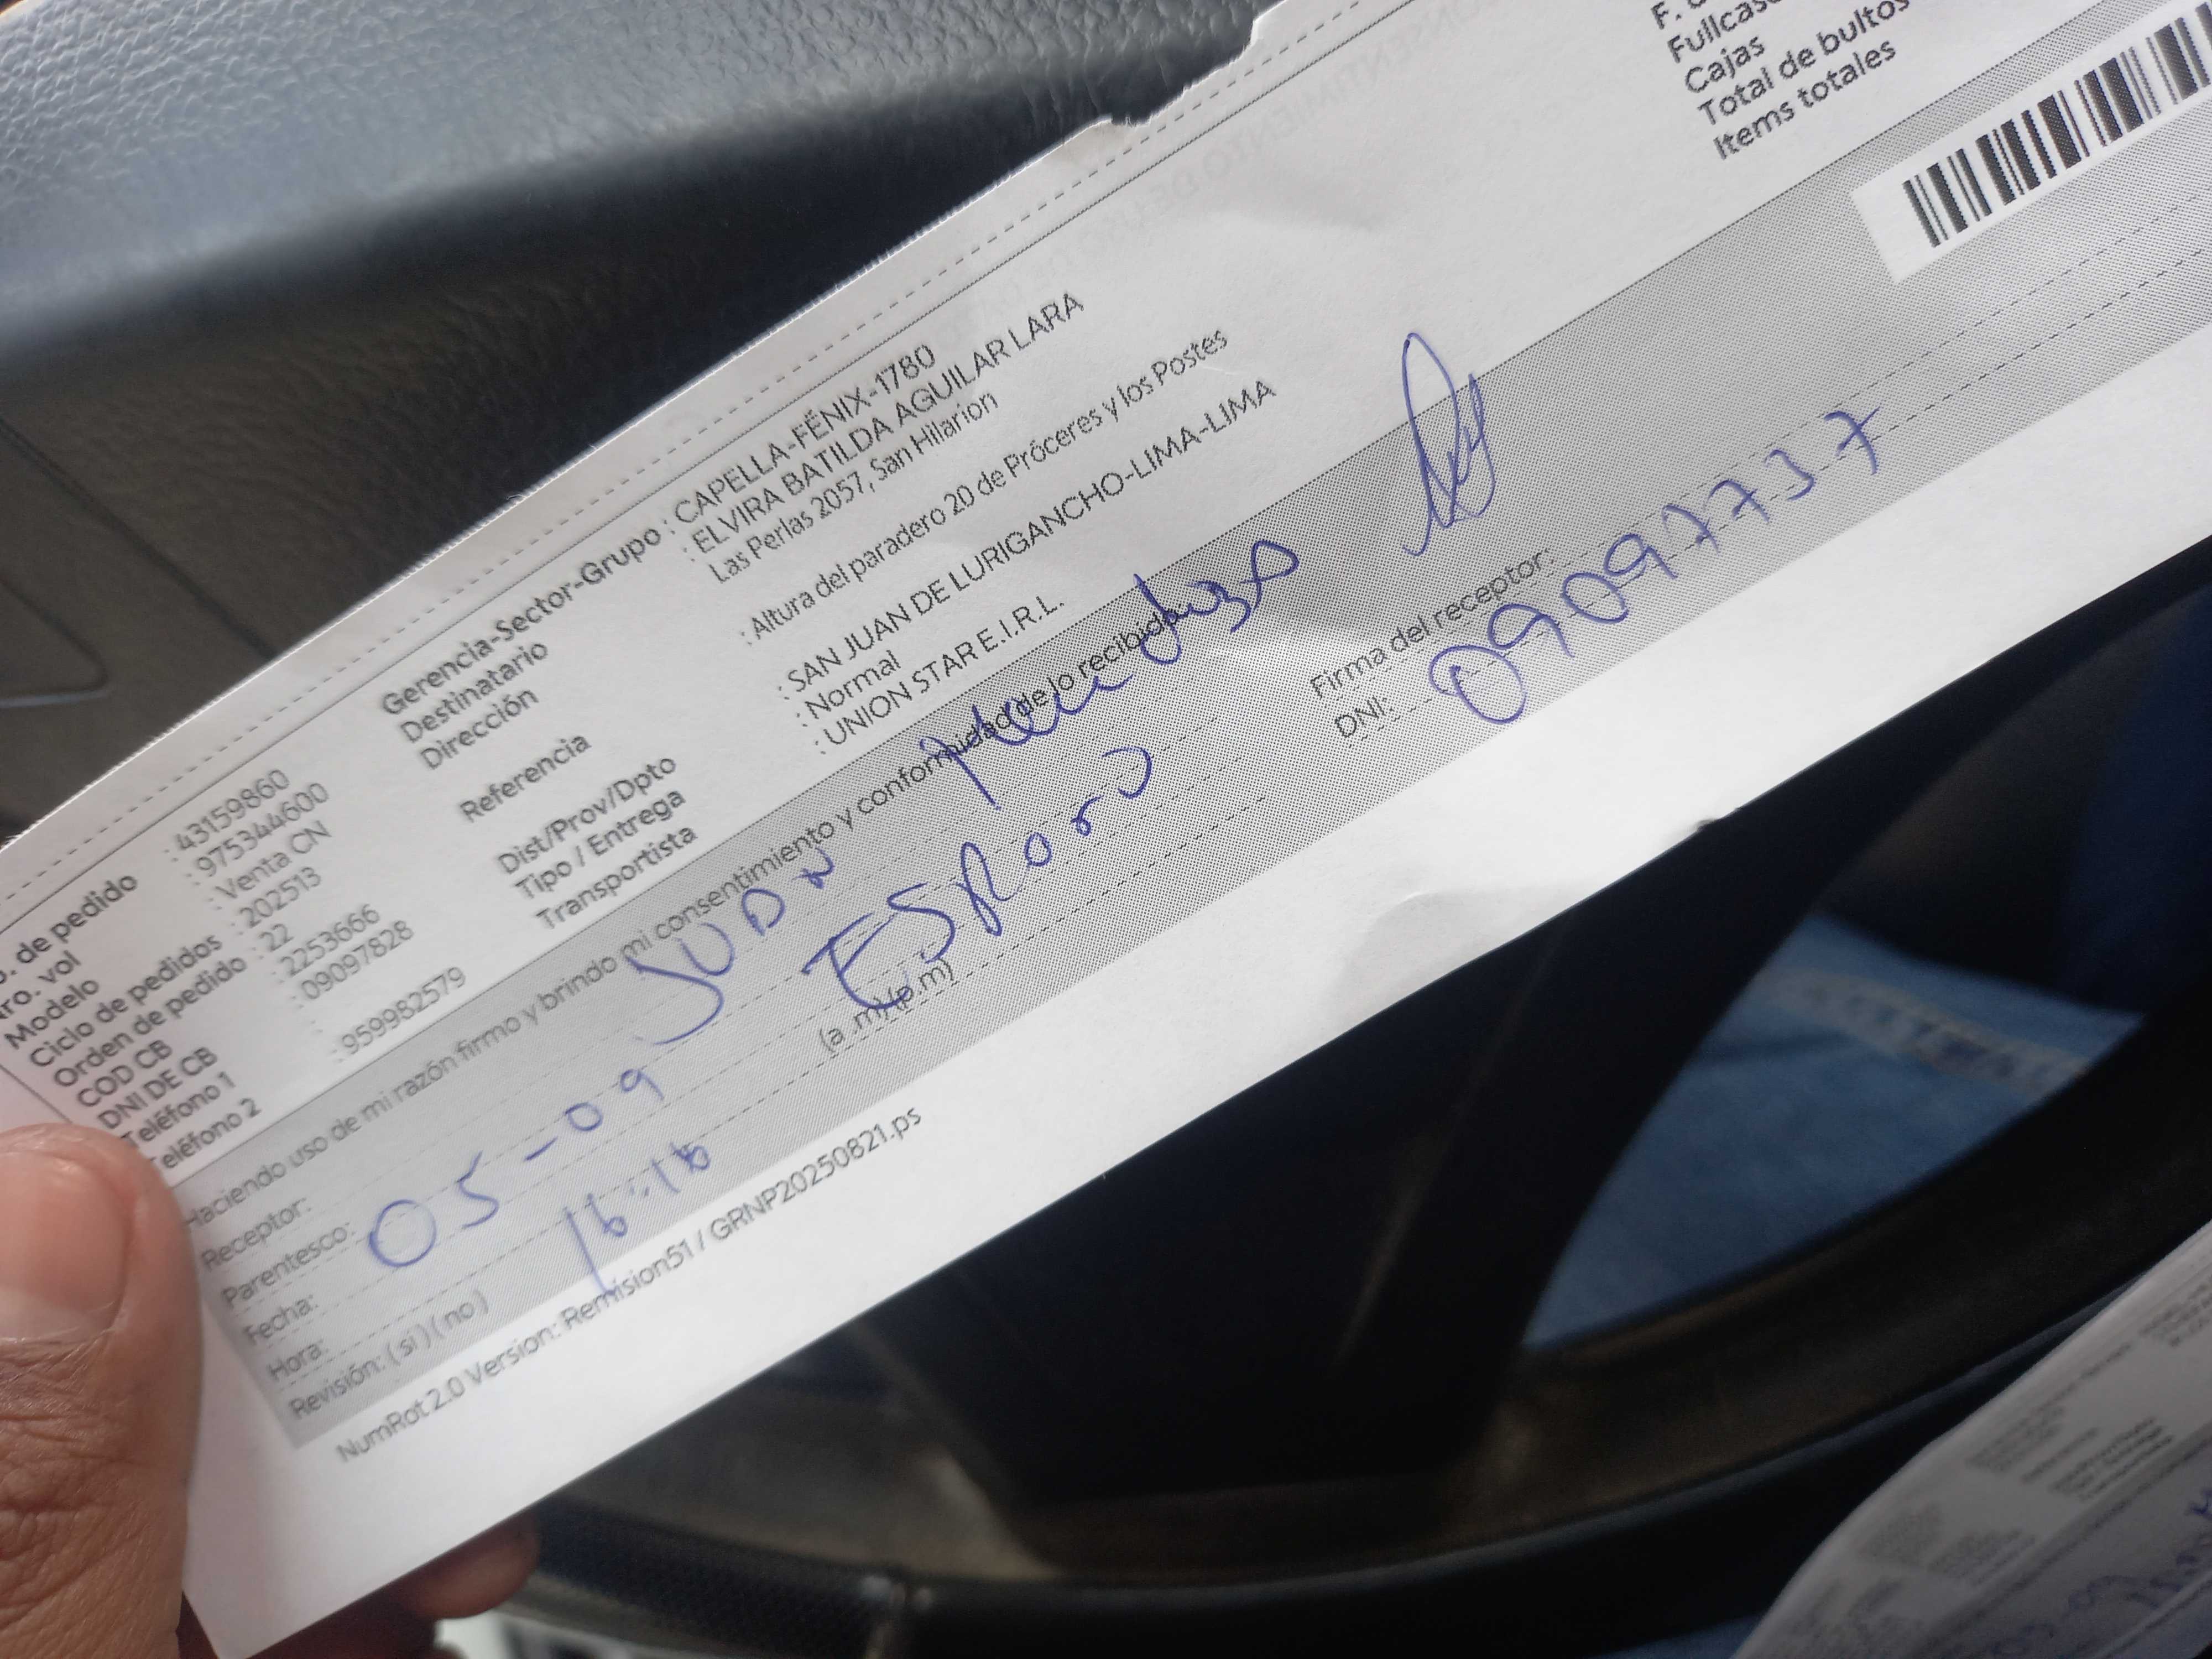 . de pedido : 43159860
ro. vol : 975344600
Modelo : Venta CN
Ciclo de pedidos : 202513
Orden de pedido : 22
COD CB : 2253666
DNI DE CB : 09097828
Teléfono 1 :
eléfono 2 : 959982579
Gerencia-Sector-Grupo : CAPELLA-FÉNIX-1780
Destinatario : ELVIRA BATILDA AGUILAR LARA
Dirección Las Perlas 2057, San Hilarion
Referencia : Altura del paradero 20 de Próceres y los Postes
Dist/Prov/Dpto : SAN JUAN DE LURIGANCHO-LIMA-LIMA
Tipo / Entrega : Normal
Transportista : UNION STAR E.I.R.L.
Fullcas
Cajas
Total de bultos
Items totales
Haciendo uso de mi razón firmo y brindo mi consentimiento y conformidad de lo recibido
Receptor: JUAN
Parentesco: ESPOSO
Fecha: 05-09
Hora: 16:16 (a .m)(p.m)
Revisión: ( si ) ( no )
Firma del receptor:
DNI: 09097737
NumRot 2.0 Version: Remision51 / GRNP20250821.ps